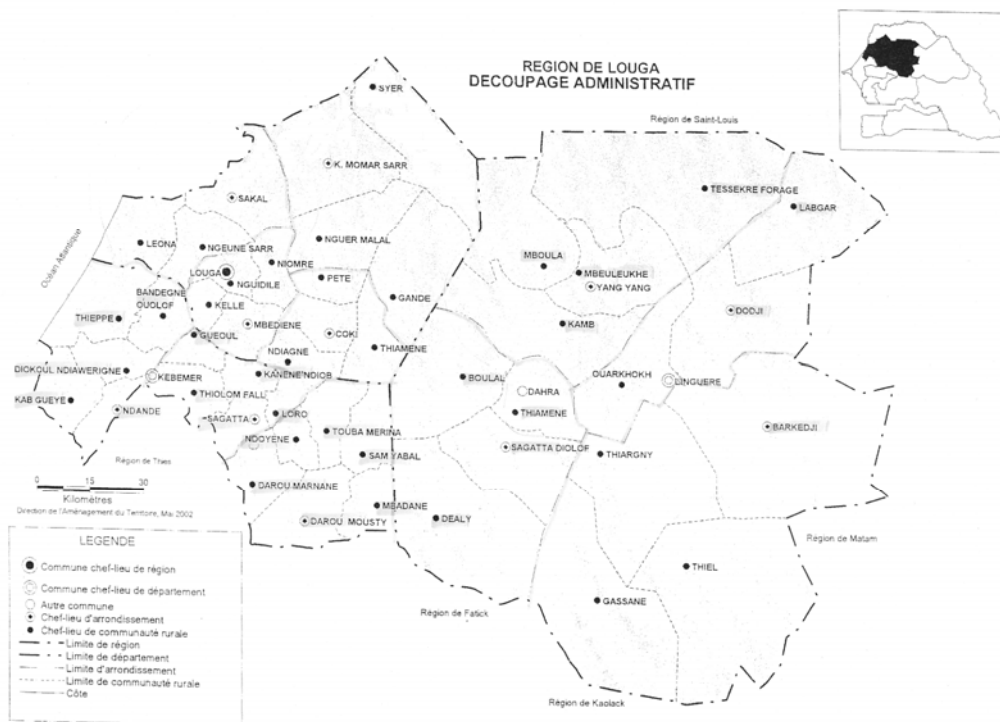 REGION DE LOUGA
DECOUPAGE ADMINISTRATIF
Région de Saint-Louis
SYER
K. MOMAR SARR
SAKAL
TESSEKRE FORAGE
LABGAR
Océan Atlantique
LEONA
NGEUNE SARR
NGUER MALAL
NIOMRE
LOUGA
NGUIDILE
PETE
MBOULA
MBEULEUKHE
YANG YANG
BANDEGNE
OUOLOF
KELLE
GANDE
THIEPPE
MBEDIENE
COKI
KAMB
DODJI
GUEOUL
NDIAGNE
THIAMENE
DIOKOUL NDIAWERIGNE
KEBEMER
KANENE'NDIOB
BOULAL
DAHRA
OUARKHOKH
LINGUERE
KAB GUEYE
THIOLOM FALL
NDANDE
SAGATTA
LORO
THIAMENE
NDOYENE
TOUBA MERINA
BARKEDJI
SAGATTA DIOLOF
SAM YABAL
THIARGNY
Région de Thies
DAROU MARNANE
MBADANE
DAROU MOUSTY
DEALY
0 15 30
Kilomètres
Direction de l'Aménagement du Territoire, Mai 2002
Région de Matam
THIEL
GASSANE
Région de Fatick
Région de Kaolack
LEGENDE
Commune chef-lieu de région
Commune chef-lieu de département
Autre commune
Chef-lieu d'arrondissement
Chef-lieu de communauté rurale
Limite de région
Limite de département
Limite d'arrondissement
Limite de communauté rurale
Côte